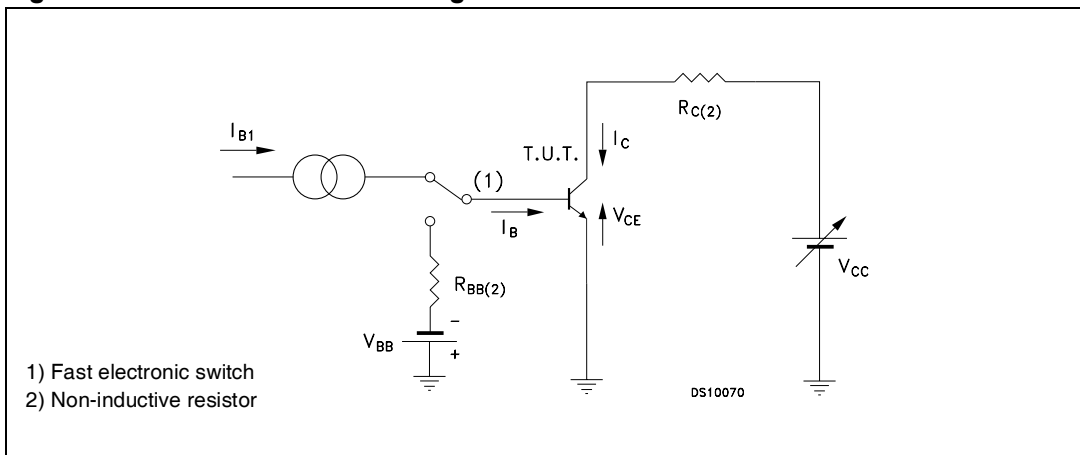 I_B1
R_C(2)
I_C
T.U.T.
(1)
V_CE
I_B
V_CC
R_BB(2)
V_BB
−
+
1) Fast electronic switch
2) Non-inductive resistor
DS10070